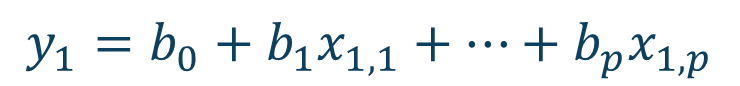 y₁ = b₀ + b₁x₁,₁ + ⋯ + bₚx₁,ₚ